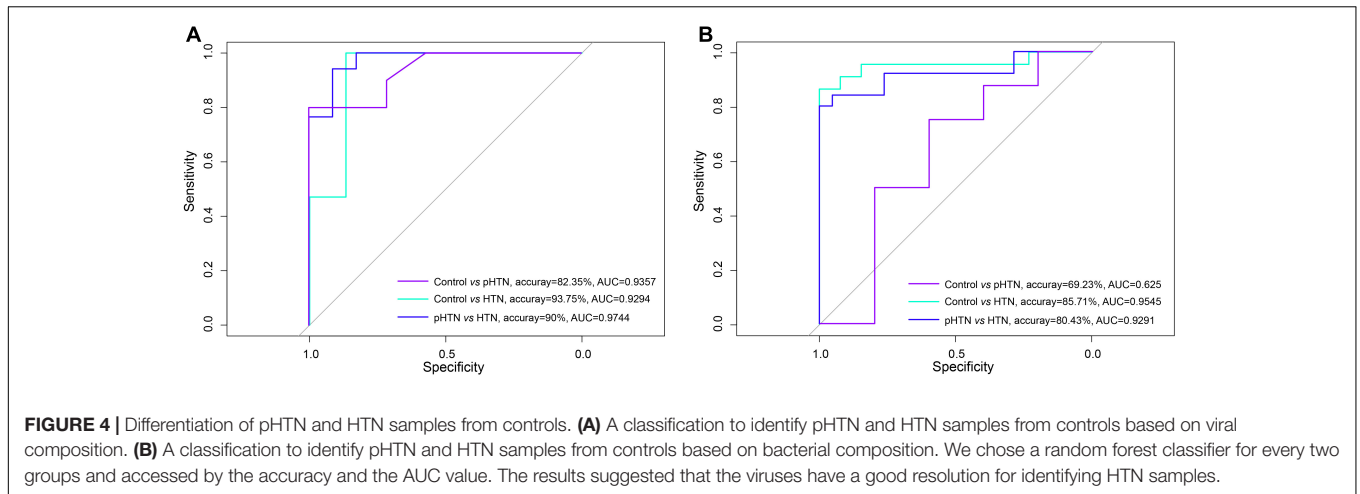 A
1.0
0.8
0.6
0.4
0.2
0.0
Sensitivity
Control vs pHTN, accuray=82.35%, AUC=0.9357
Control vs HTN, accuray=93.75%, AUC=0.9294
pHTN vs HTN, accuray=90%, AUC=0.9744
1.0 0.5 0.0
Specificity
B
1.0
0.8
0.6
0.4
0.2
0.0
Sensitivity
Control vs pHTN, accuray=69.23%, AUC=0.625
Control vs HTN, accuray=85.71%, AUC=0.9545
pHTN vs HTN, accuray=80.43%, AUC=0.9291
1.0 0.5 0.0
Specificity
FIGURE 4 | Differentiation of pHTN and HTN samples from controls. (A) A classification to identify pHTN and HTN samples from controls based on viral
composition. (B) A classification to identify pHTN and HTN samples from controls based on bacterial composition. We chose a random forest classifier for every two
groups and accessed by the accuracy and the AUC value. The results suggested that the viruses have a good resolution for identifying HTN samples.